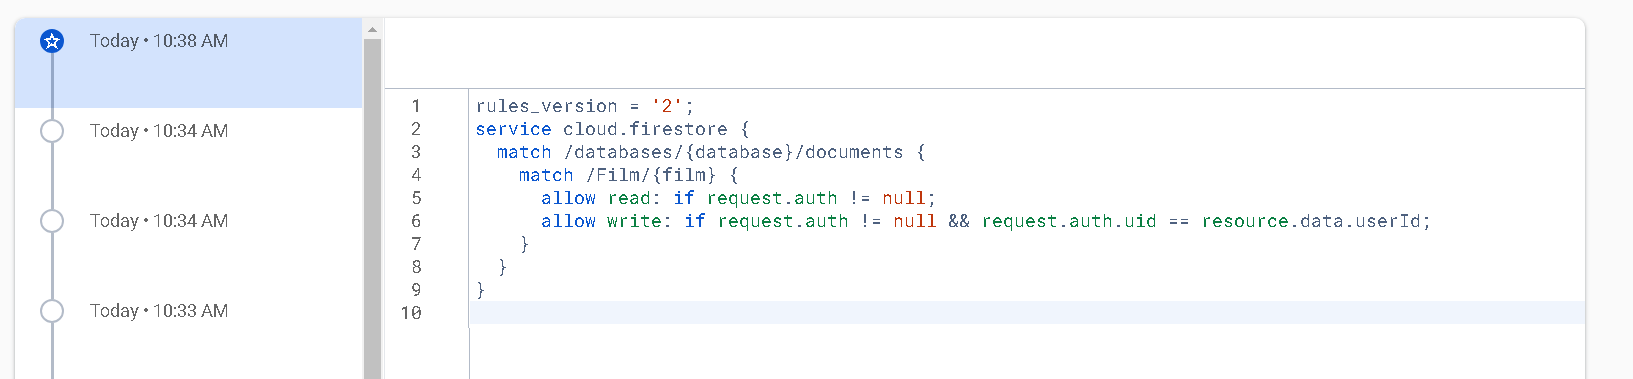 Today • 10:38 AM
Today • 10:34 AM
Today • 10:34 AM
Today • 10:33 AM
1 rules_version = '2';
2 service cloud.firestore {
3   match /databases/{database}/documents {
4     match /Film/{film} {
5       allow read: if request.auth != null;
6       allow write: if request.auth != null && request.auth.uid == resource.data.userId;
7     }
8   }
9 }
10